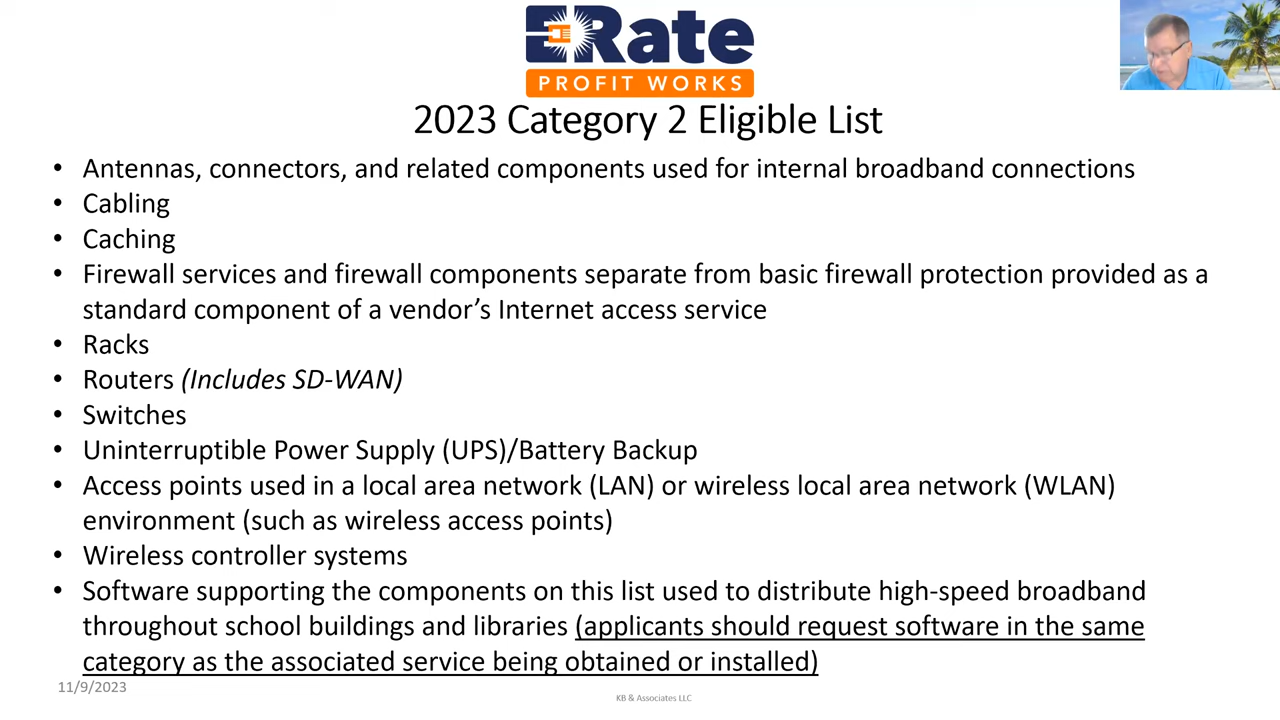 ERate
PROFIT WORKS
2023 Category 2 Eligible List
• Antennas, connectors, and related components used for internal broadband connections
• Cabling
• Caching
• Firewall services and firewall components separate from basic firewall protection provided as a
standard component of a vendor’s Internet access service
• Racks
• Routers (Includes SD-WAN)
• Switches
• Uninterruptible Power Supply (UPS)/Battery Backup
• Access points used in a local area network (LAN) or wireless local area network (WLAN)
environment (such as wireless access points)
• Wireless controller systems
• Software supporting the components on this list used to distribute high-speed broadband
throughout school buildings and libraries (applicants should request software in the same
category as the associated service being obtained or installed)
11/9/2023
KB & Associates LLC